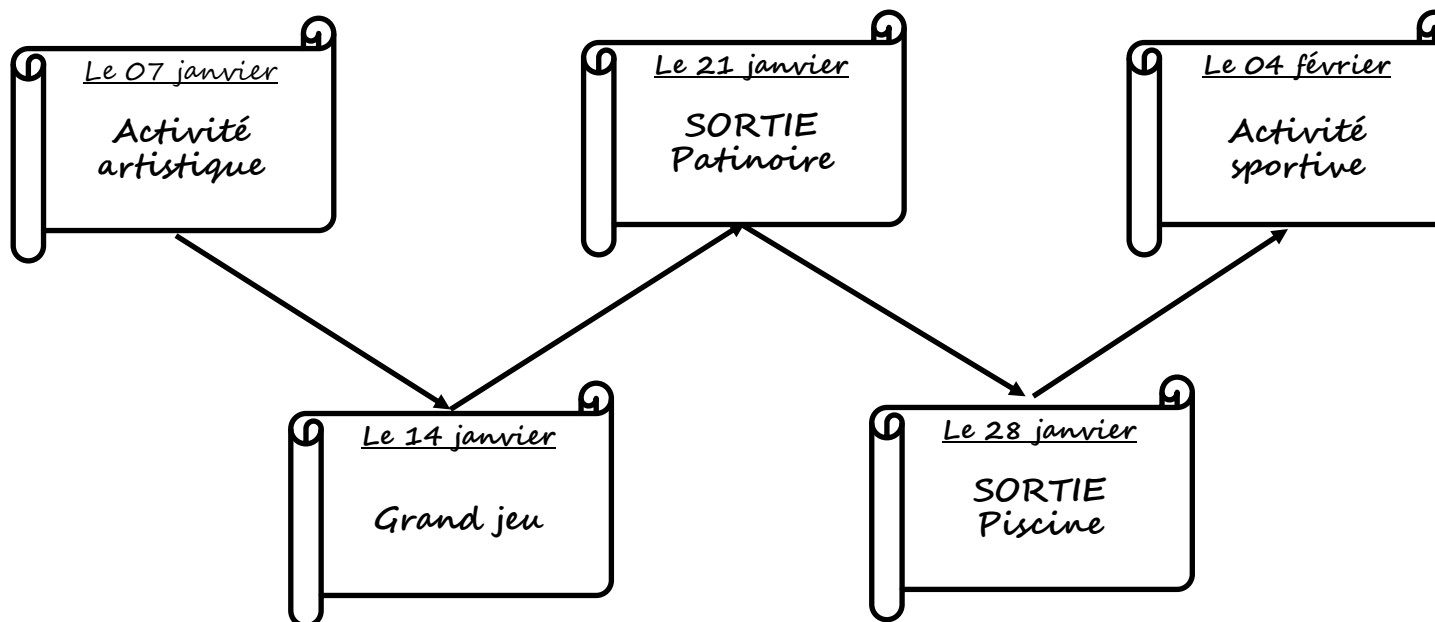 Le 07 janvier
Activité
artistique
Le 14 janvier
Grand jeu
Le 21 janvier
SORTIE
Patinoire
Le 28 janvier
SORTIE
Piscine
Le 04 février
Activité
sportive